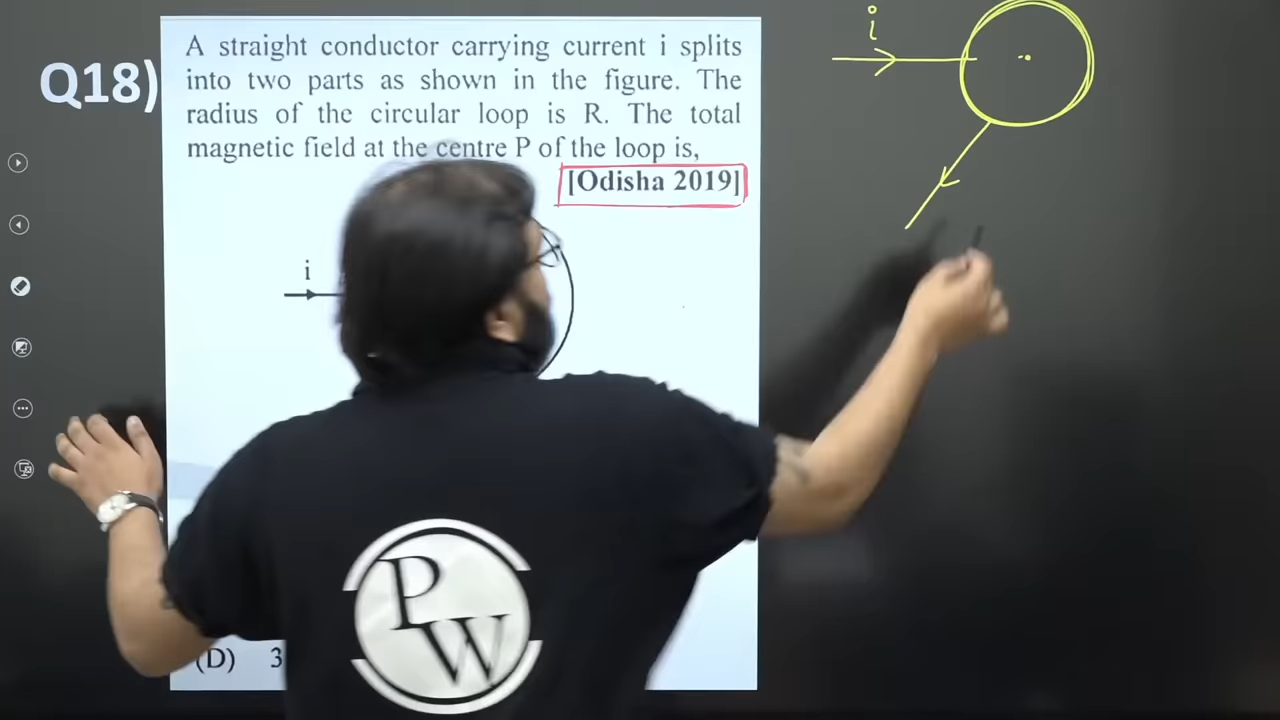 Q18)
A straight conductor carrying current i splits
into two parts as shown in the figure. The
radius of the circular loop is R. The total
magnetic field at the centre P of the loop is,
[Odisha 2019]
i
(D) 3
i
P
W